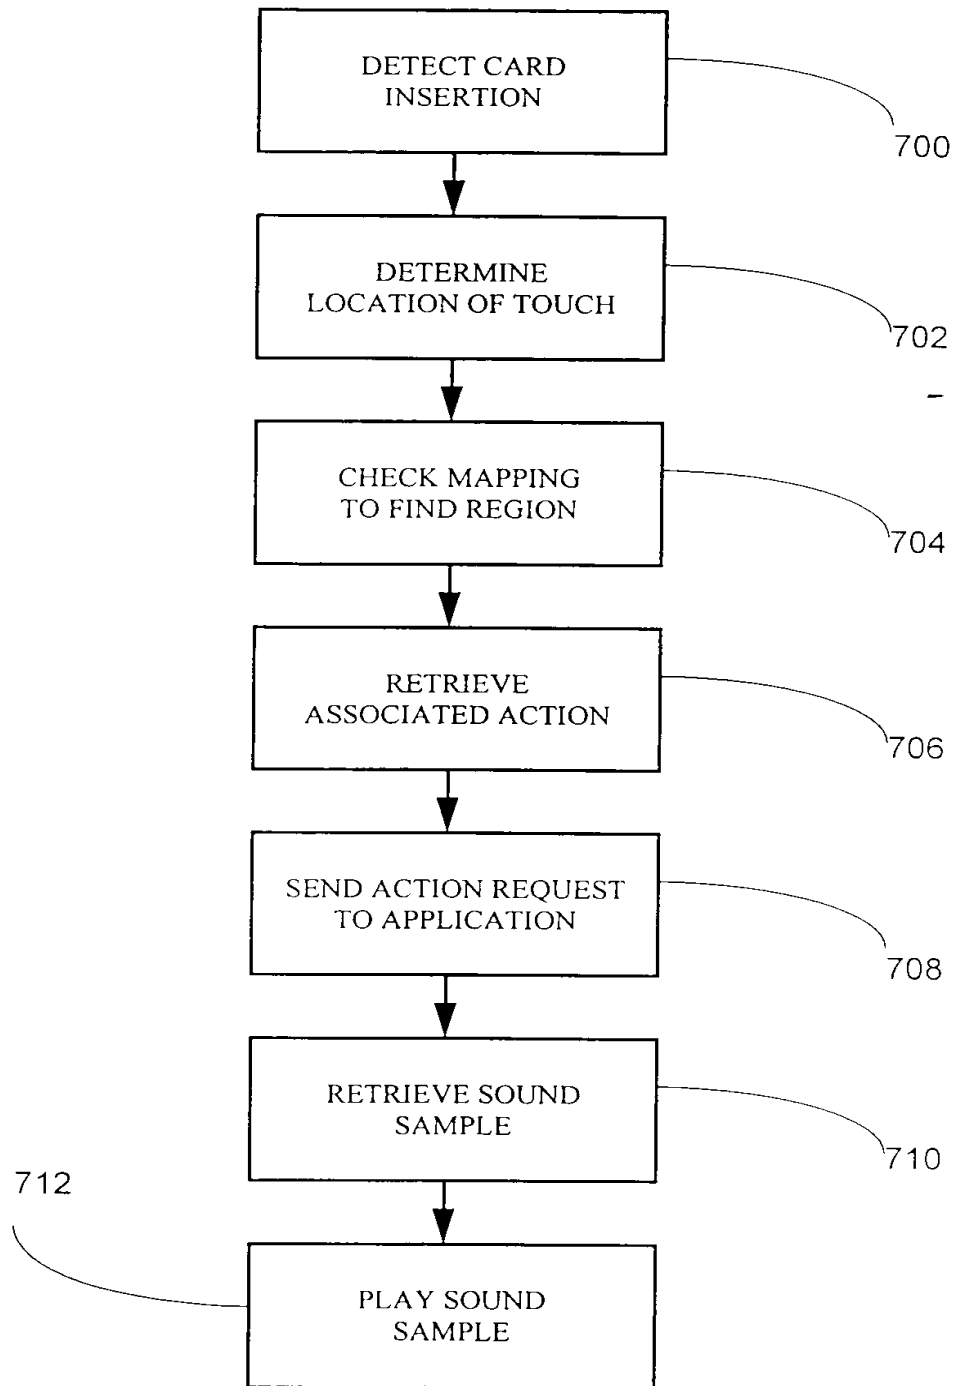 DETECT CARD
INSERTION
700
DETERMINE
LOCATION OF TOUCH
702
CHECK MAPPING
TO FIND REGION
704
RETRIEVE
ASSOCIATED ACTION
706
SEND ACTION REQUEST
TO APPLICATION
708
RETRIEVE SOUND
SAMPLE
710
712
PLAY SOUND
SAMPLE